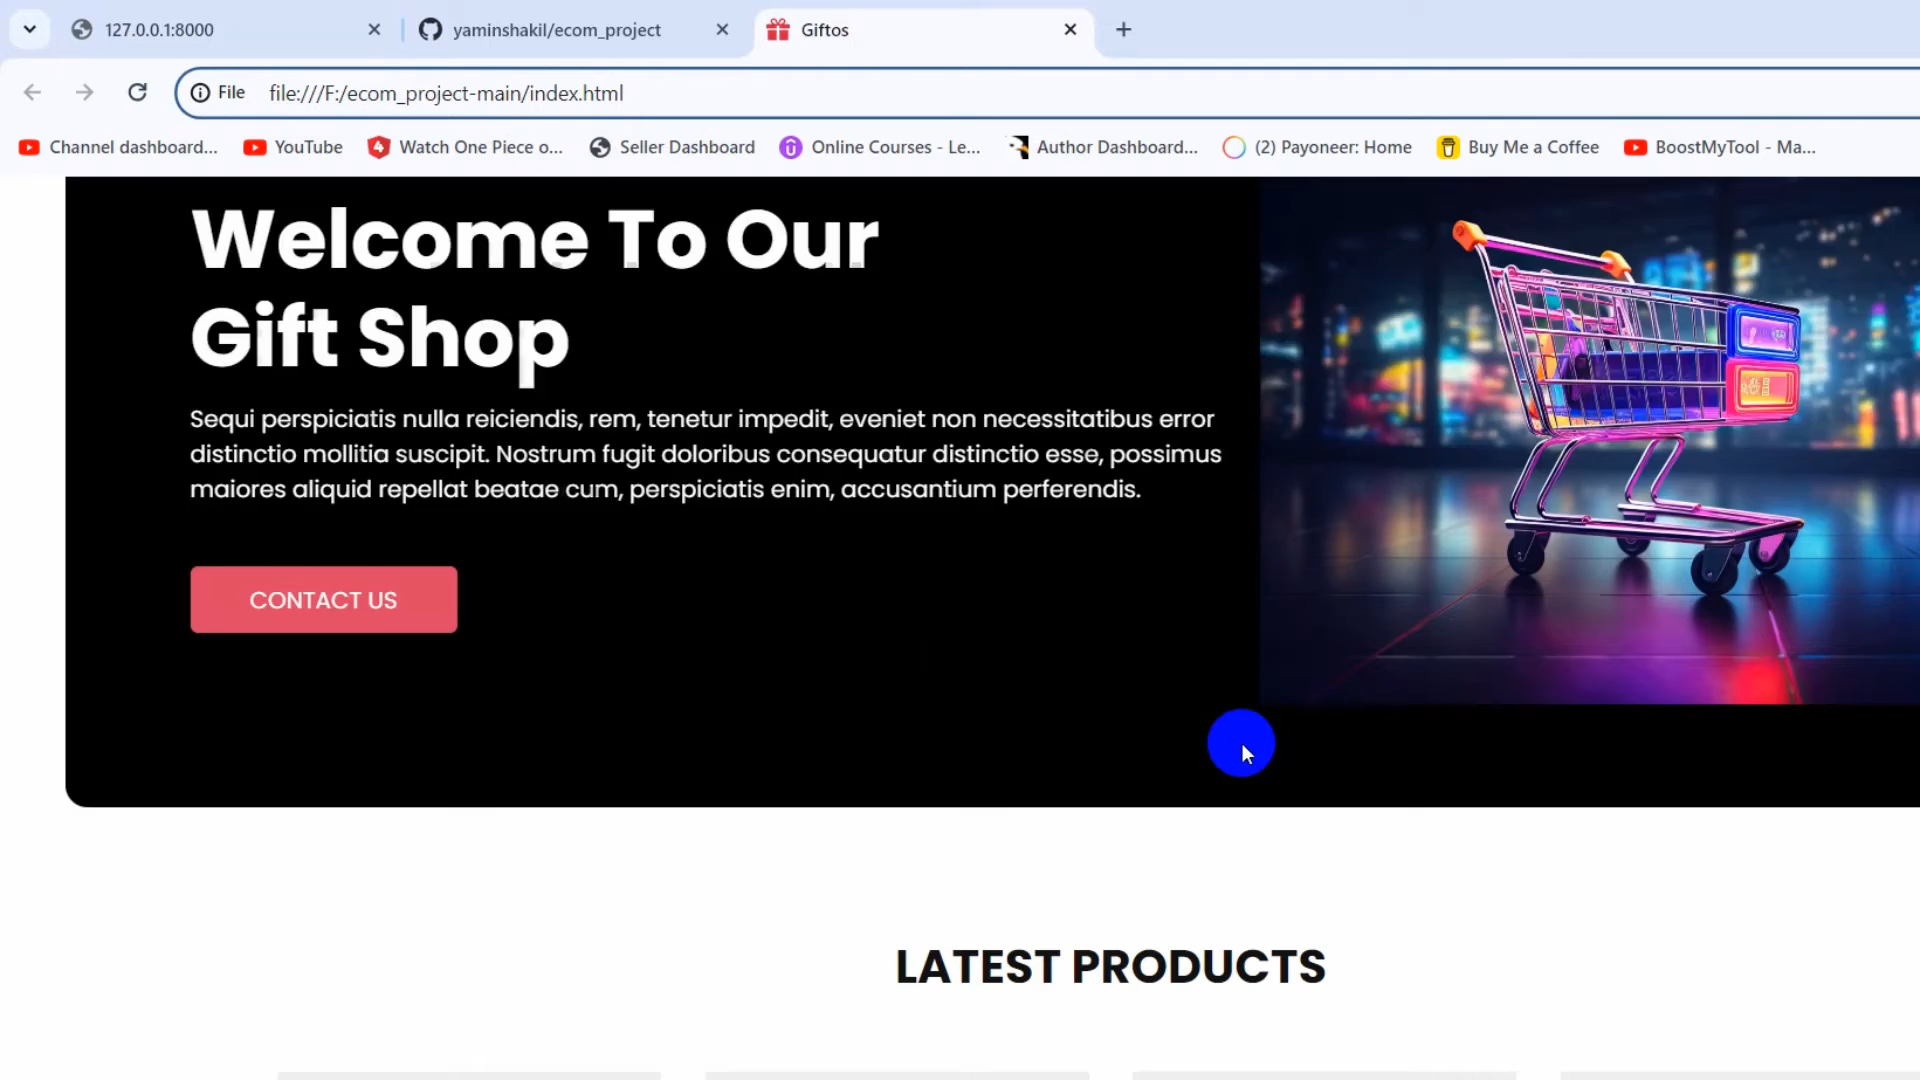 127.0.0.1:8000
yaminshakil/ecom_project
Giftos
File
file:///F:/ecom_project-main/index.html
Channel dashboard...
YouTube
Watch One Piece o...
Seller Dashboard
Online Courses - Le...
Author Dashboard...
(2) Payoneer: Home
Buy Me a Coffee
BoostMyTool - Ma...
Welcome To Our
Gift Shop
Sequi perspiciatis nulla reiciendis, rem, tenetur impedit, eveniet non necessitatibus error
distinctio mollitia suscipit. Nostrum fugit doloribus consequatur distinctio esse, possimus
maiores aliquid repellat beatae cum, perspiciatis enim, accusantium perferendis.
CONTACT US
LATEST PRODUCTS